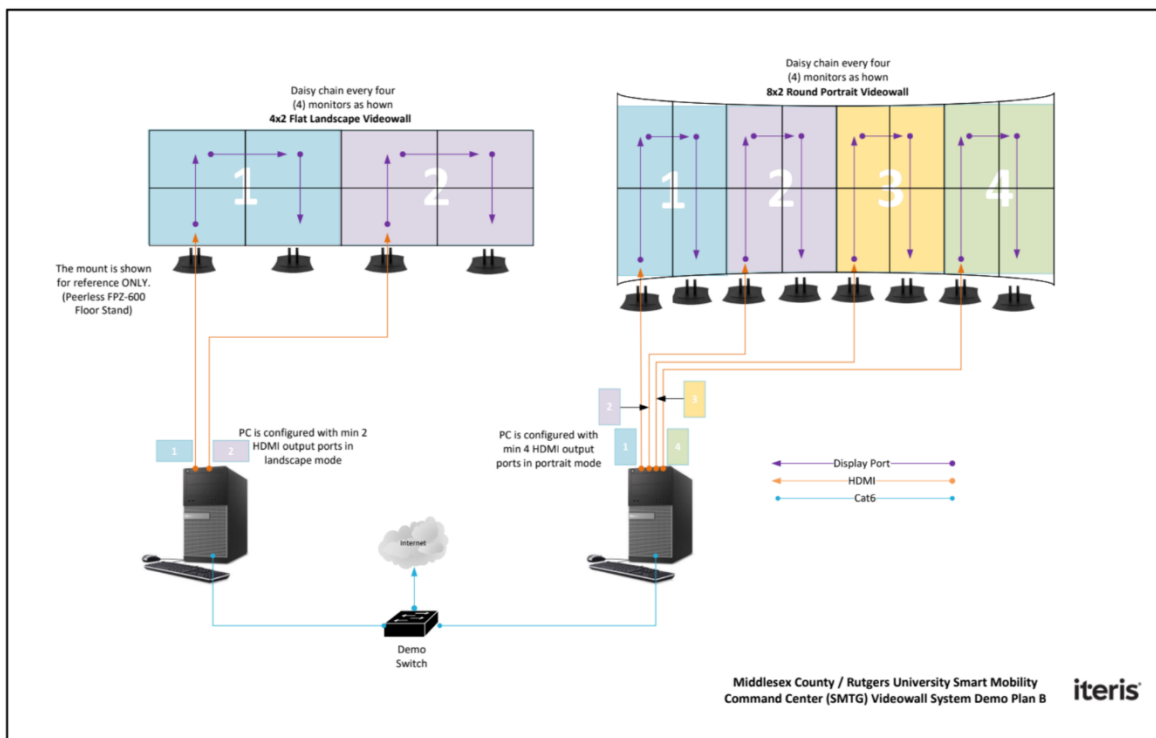 Daisy chain every four
(4) monitors as hown
4x2 Flat Landscape Videowall
1
2
The mount is shown
for reference ONLY.
(Peerless FPZ-600
Floor Stand)
Daisy chain every four
(4) monitors as hown
8x2 Round Portrait Videowall
1
2
3
4
1
2
PC is configured with min 2
HDMI output ports in
landscape mode
PC is configured with
min 4 HDMI output
ports in portrait mode
2
3
1
4
Display Port
HDMI
Cat6
Internet
Demo
Switch
Middlesex County / Rutgers University Smart Mobility
Command Center (SMTG) Videowall System Demo Plan B
iteris